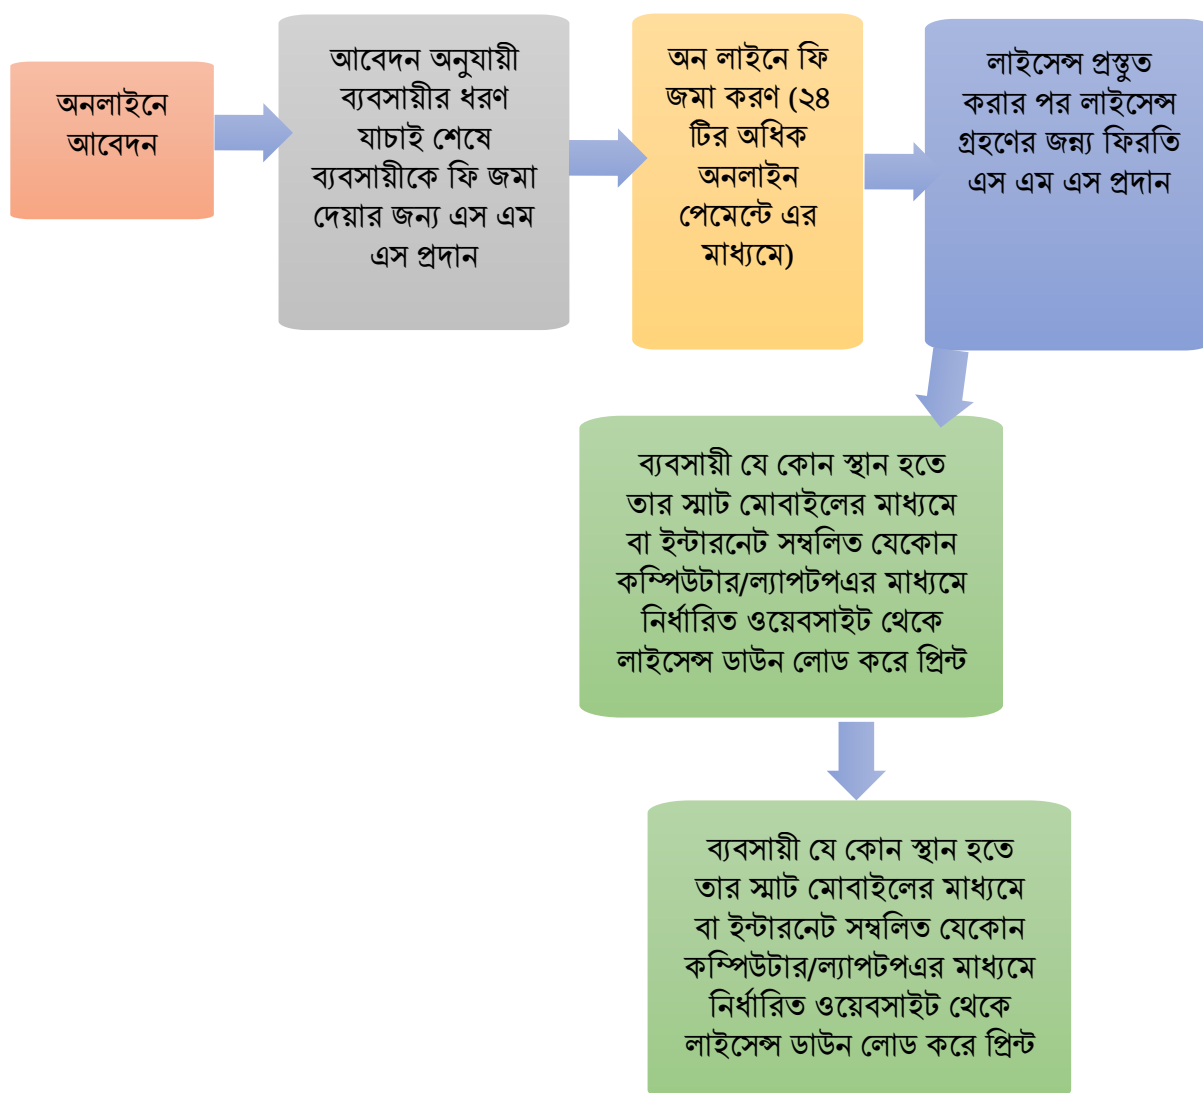 অনলাইনে
আবেদন
আবেদন অনুযায়ী
ব্যবসায়ীর ধরণ
যাচাই শেষে
ব্যবসায়ীকে ফি জমা
দেয়ার জন্য এস এম
এস প্রদান
অন লাইনে ফি
জমা করণ (২৪
টির অধিক
অনলাইন
পেমেন্টে এর
মাধ্যমে)
লাইসেন্স প্রস্তুত
করার পর লাইসেন্স
গ্রহণের জন্ন্য ফিরতি
এস এম এস প্রদান
ব্যবসায়ী যে কোন স্থান হতে
তার স্মাট মোবাইলের মাধ্যমে
বা ইন্টারনেট সম্বলিত যেকোন
কম্পিউটার/ল্যাপটপএর মাধ্যমে
নির্ধারিত ওয়েবসাইট থেকে
লাইসেন্স ডাউন লোড করে প্রিন্ট
ব্যবসায়ী যে কোন স্থান হতে
তার স্মাট মোবাইলের মাধ্যমে
বা ইন্টারনেট সম্বলিত যেকোন
কম্পিউটার/ল্যাপটপএর মাধ্যমে
নির্ধারিত ওয়েবসাইট থেকে
লাইসেন্স ডাউন লোড করে প্রিন্ট